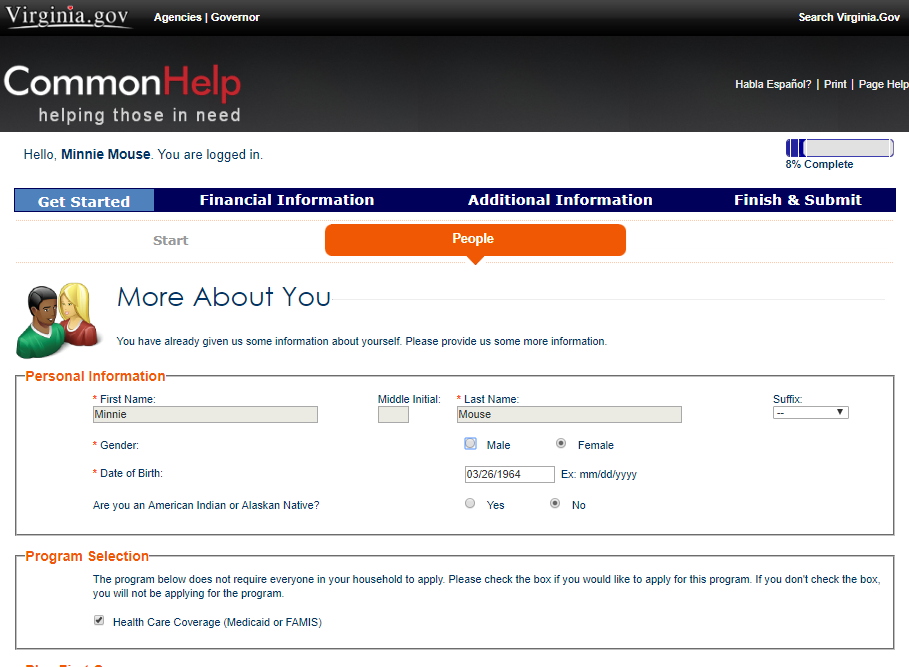 Virginia.gov Agencies | Governor Search Virginia.Gov
CommonHelp
helping those in need
Habla Español? | Print | Page Help
Hello, Minnie Mouse. You are logged in.
8% Complete
Get Started Financial Information Additional Information Finish & Submit
Start People
More About You
You have already given us some information about yourself. Please provide us some more information.
Personal Information
* First Name: Middle Initial: * Last Name: Suffix:
Minnie Mouse --
* Gender: Male Female
* Date of Birth: 03/26/1964 Ex: mm/dd/yyyy
Are you an American Indian or Alaskan Native? Yes No
Program Selection
The program below does not require everyone in your household to apply. Please check the box if you would like to apply for this program. If you don't check the box,
you will not be applying for the program.
Health Care Coverage (Medicaid or FAMIS)